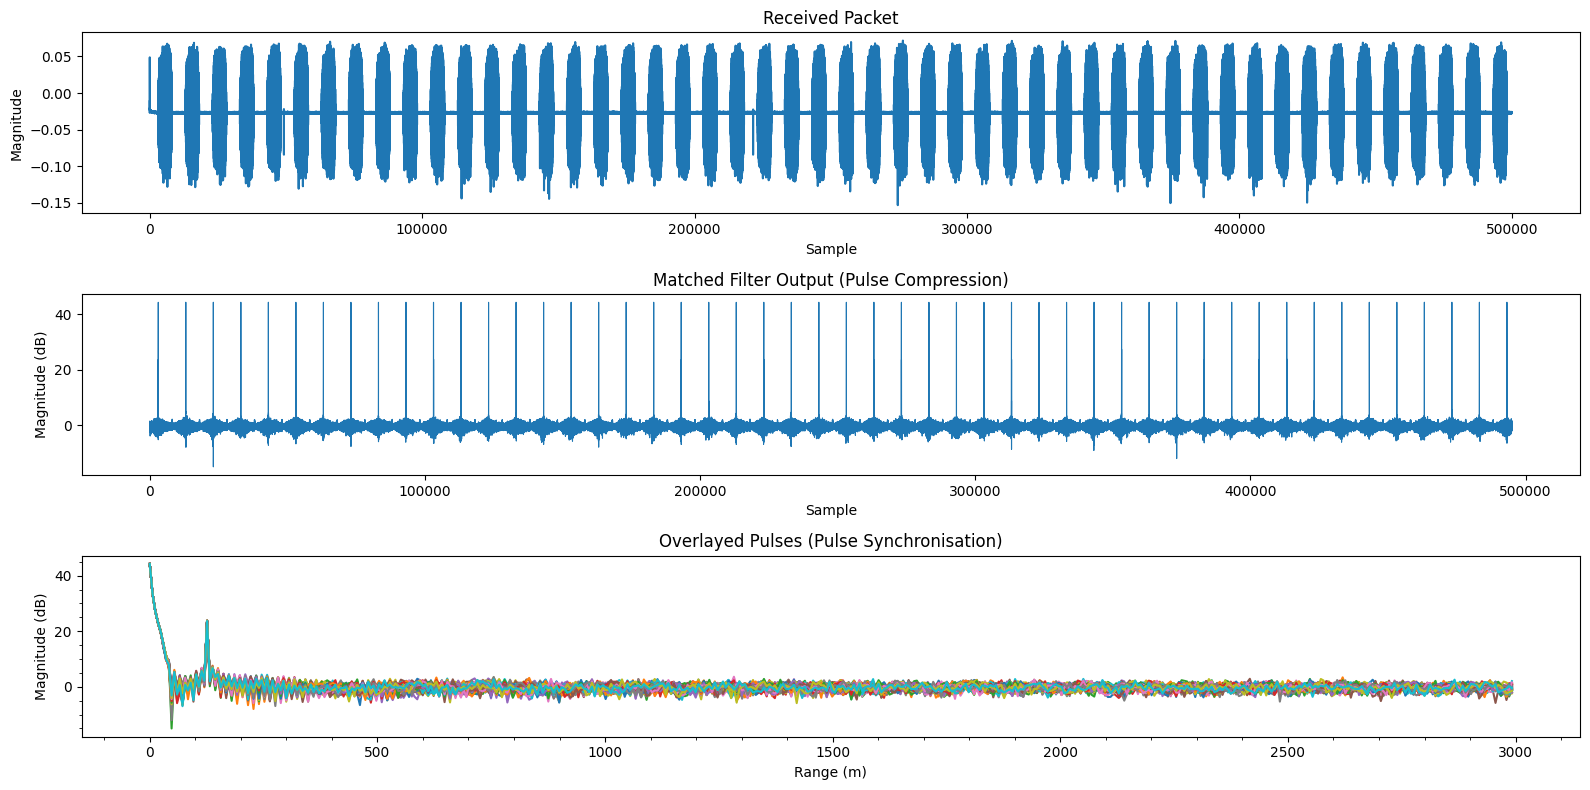 Received Packet
Magnitude
0.05
0.00
−0.05
−0.10
−0.15
0 100000 200000 300000 400000 500000
Sample
Matched Filter Output (Pulse Compression)
Magnitude (dB)
40
20
0
0 100000 200000 300000 400000 500000
Sample
Overlayed Pulses (Pulse Synchronisation)
Magnitude (dB)
40
20
0
0 500 1000 1500 2000 2500 3000
Range (m)